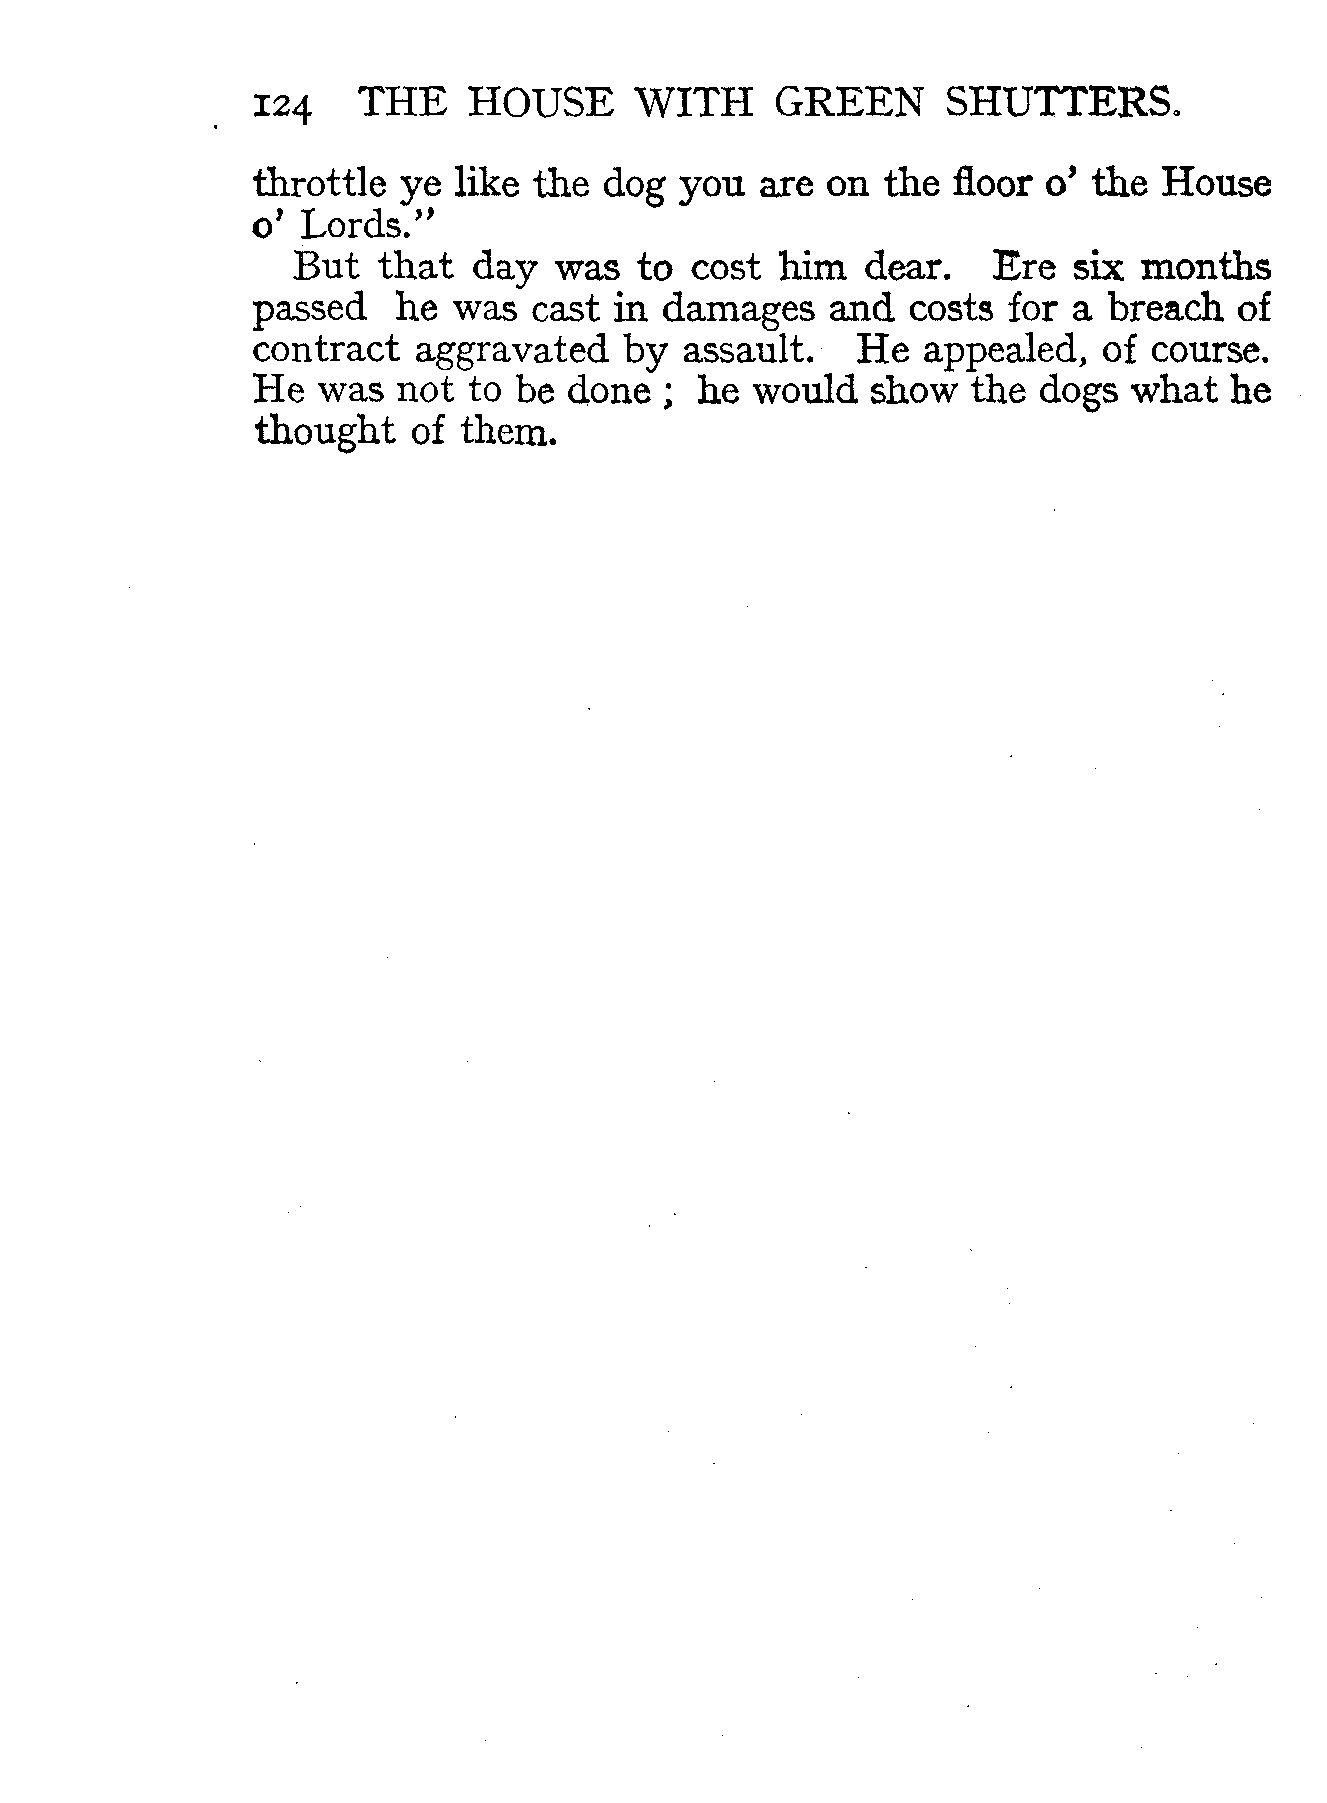 124 THE HOUSE WITH GREEN SHUTTERS.
throttle ye like the dog you are on the floor o' the House
o' Lords."
But that day was to cost him dear. Ere six months
passed he was cast in damages and costs for a breach of
contract aggravated by assault. He appealed, of course.
He was not to be done ; he would show the dogs what he
thought of them.